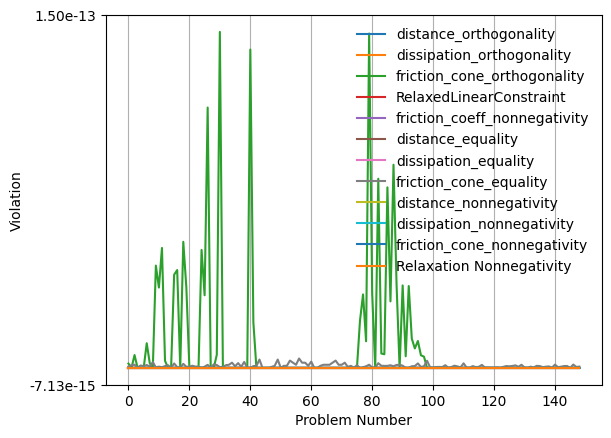 1.50e-13
distance_orthogonality
dissipation_orthogonality
friction_cone_orthogonality
RelaxedLinearConstraint
friction_coeff_nonnegativity
distance_equality
dissipation_equality
friction_cone_equality
distance_nonnegativity
dissipation_nonnegativity
friction_cone_nonnegativity
Relaxation Nonnegativity
Violation
-7.13e-15
0 20 40 60 80 100 120 140
Problem Number